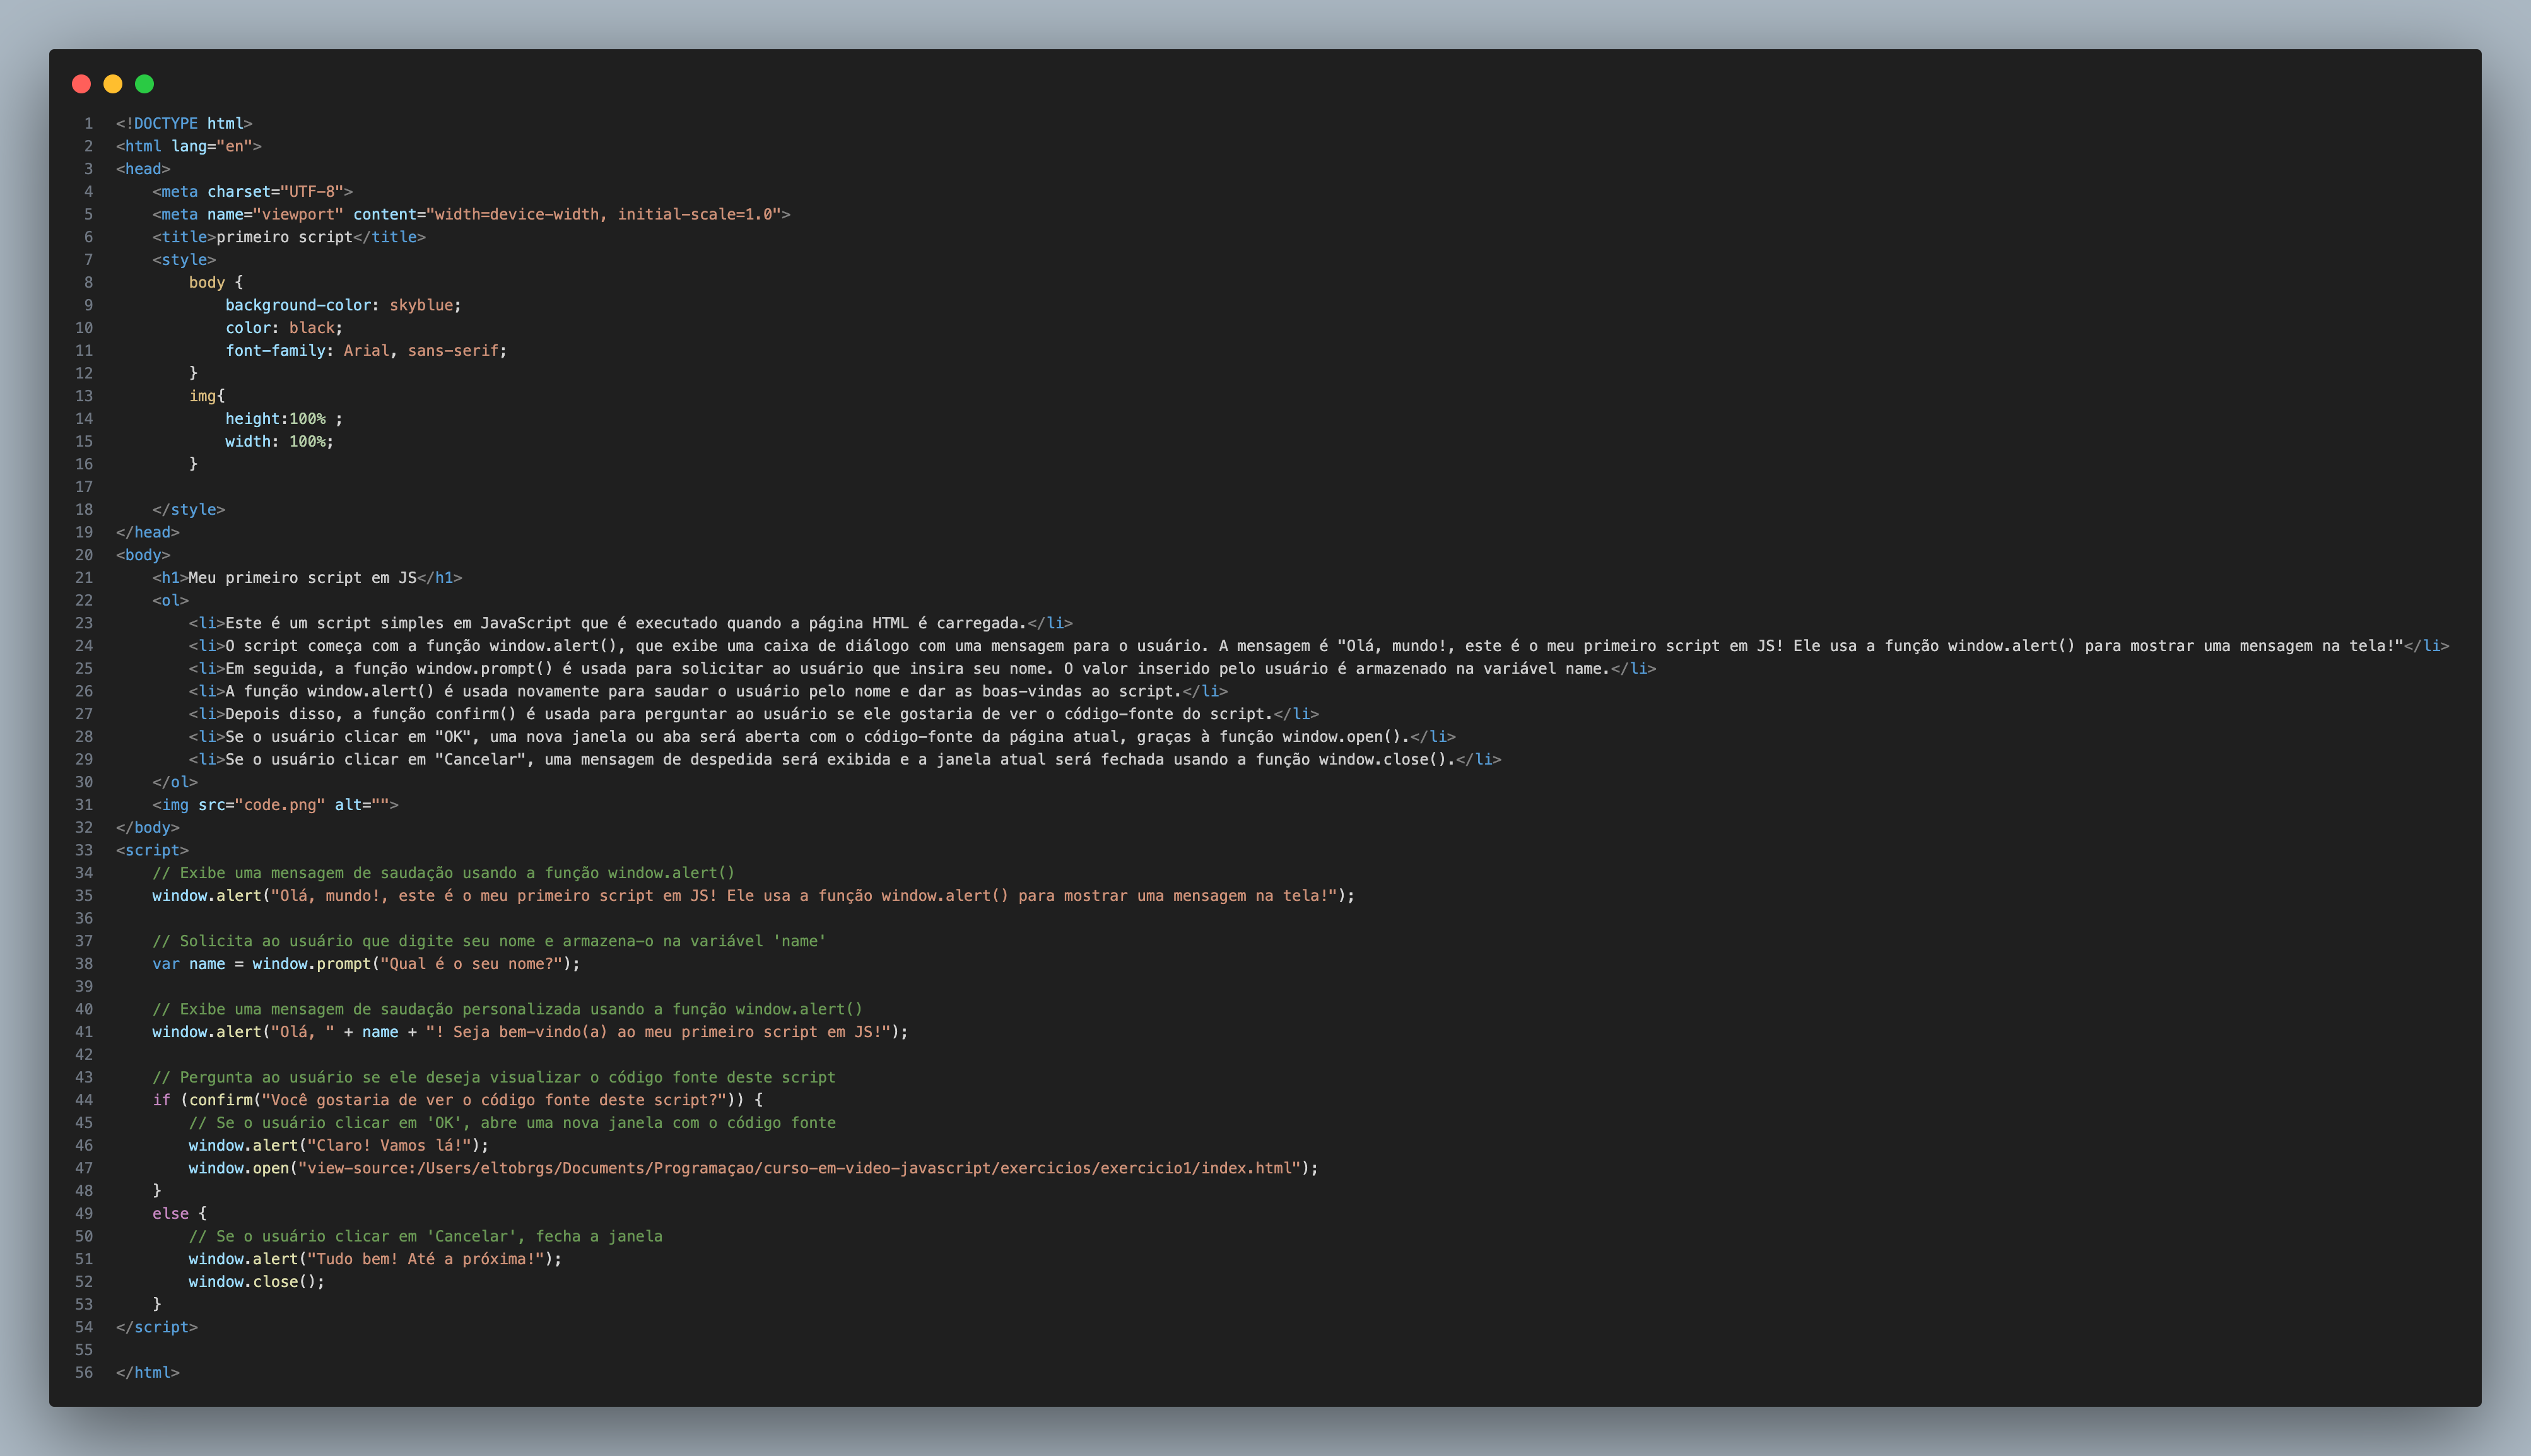 1 <!DOCTYPE html>
2 <html lang="en">
3 <head>
4     <meta charset="UTF-8">
5     <meta name="viewport" content="width=device-width, initial-scale=1.0">
6     <title>primeiro script</title>
7     <style>
8         body {
9             background-color: skyblue;
10             color: black;
11             font-family: Arial, sans-serif;
12         }
13         img{
14             height:100% ;
15             width: 100%;
16         }
17
18     </style>
19 </head>
20 <body>
21     <h1>Meu primeiro script em JS</h1>
22     <ol>
23         <li>Este é um script simples em JavaScript que é executado quando a página HTML é carregada.</li>
24         <li>O script começa com a função window.alert(), que exibe uma caixa de diálogo com uma mensagem para o usuário. A mensagem é "Olá, mundo!, este é o meu primeiro script em JS! Ele usa a função window.alert() para mostrar uma mensagem na tela!"</li>
25         <li>Em seguida, a função window.prompt() é usada para solicitar ao usuário que insira seu nome. O valor inserido pelo usuário é armazenado na variável name.</li>
26         <li>A função window.alert() é usada novamente para saudar o usuário pelo nome e dar as boas-vindas ao script.</li>
27         <li>Depois disso, a função confirm() é usada para perguntar ao usuário se ele gostaria de ver o código-fonte do script.</li>
28         <li>Se o usuário clicar em "OK", uma nova janela ou aba será aberta com o código-fonte da página atual, graças à função window.open().</li>
29         <li>Se o usuário clicar em "Cancelar", uma mensagem de despedida será exibida e a janela atual será fechada usando a função window.close().</li>
30     </ol>
31     <img src="code.png" alt="">
32 </body>
33 <script>
34     // Exibe uma mensagem de saudação usando a função window.alert()
35     window.alert("Olá, mundo!, este é o meu primeiro script em JS! Ele usa a função window.alert() para mostrar uma mensagem na tela!");
36
37     // Solicita ao usuário que digite seu nome e armazena-o na variável 'name'
38     var name = window.prompt("Qual é o seu nome?");
39
40     // Exibe uma mensagem de saudação personalizada usando a função window.alert()
41     window.alert("Olá, " + name + "! Seja bem-vindo(a) ao meu primeiro script em JS!");
42
43     // Pergunta ao usuário se ele deseja visualizar o código fonte deste script
44     if (confirm("Você gostaria de ver o código fonte deste script?")) {
45         // Se o usuário clicar em 'OK', abre uma nova janela com o código fonte
46         window.alert("Claro! Vamos lá!");
47         window.open("view-source:/Users/eltobrgs/Documents/Programaçao/curso-em-video-javascript/exercicios/exercicio1/index.html");
48     }
49     else {
50         // Se o usuário clicar em 'Cancelar', fecha a janela
51         window.alert("Tudo bem! Até a próxima!");
52         window.close();
53     }
54 </script>
55
56 </html>